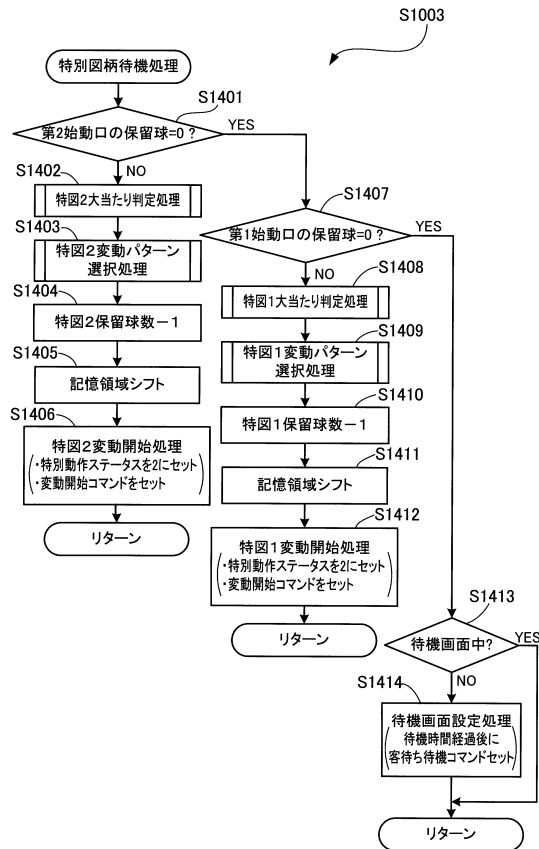 S1003
特別図柄待機処理
S1401
第2始動口の保留球=0？
YES
NO
S1402
特図2大当たり判定処理
S1403
特図２変動パターン
選択処理
S1404
特図２保留球数－１
S1405
記憶領域シフト
S1406
特図２変動開始処理
・特別動作ステータスを2にセット
・変動開始コマンドをセット
リターン
S1407
第1始動口の保留球=0？
YES
NO
S1408
特図1大当たり判定処理
S1409
特図１変動パターン
選択処理
S1410
特図１保留球数－１
S1411
記憶領域シフト
S1412
特図１変動開始処理
・特別動作ステータスを2にセット
・変動開始コマンドをセット
リターン
S1413
待機画面中？
YES
NO
S1414
待機画面設定処理
待機時間経過後に
客待ち待機コマンドセット
リターン